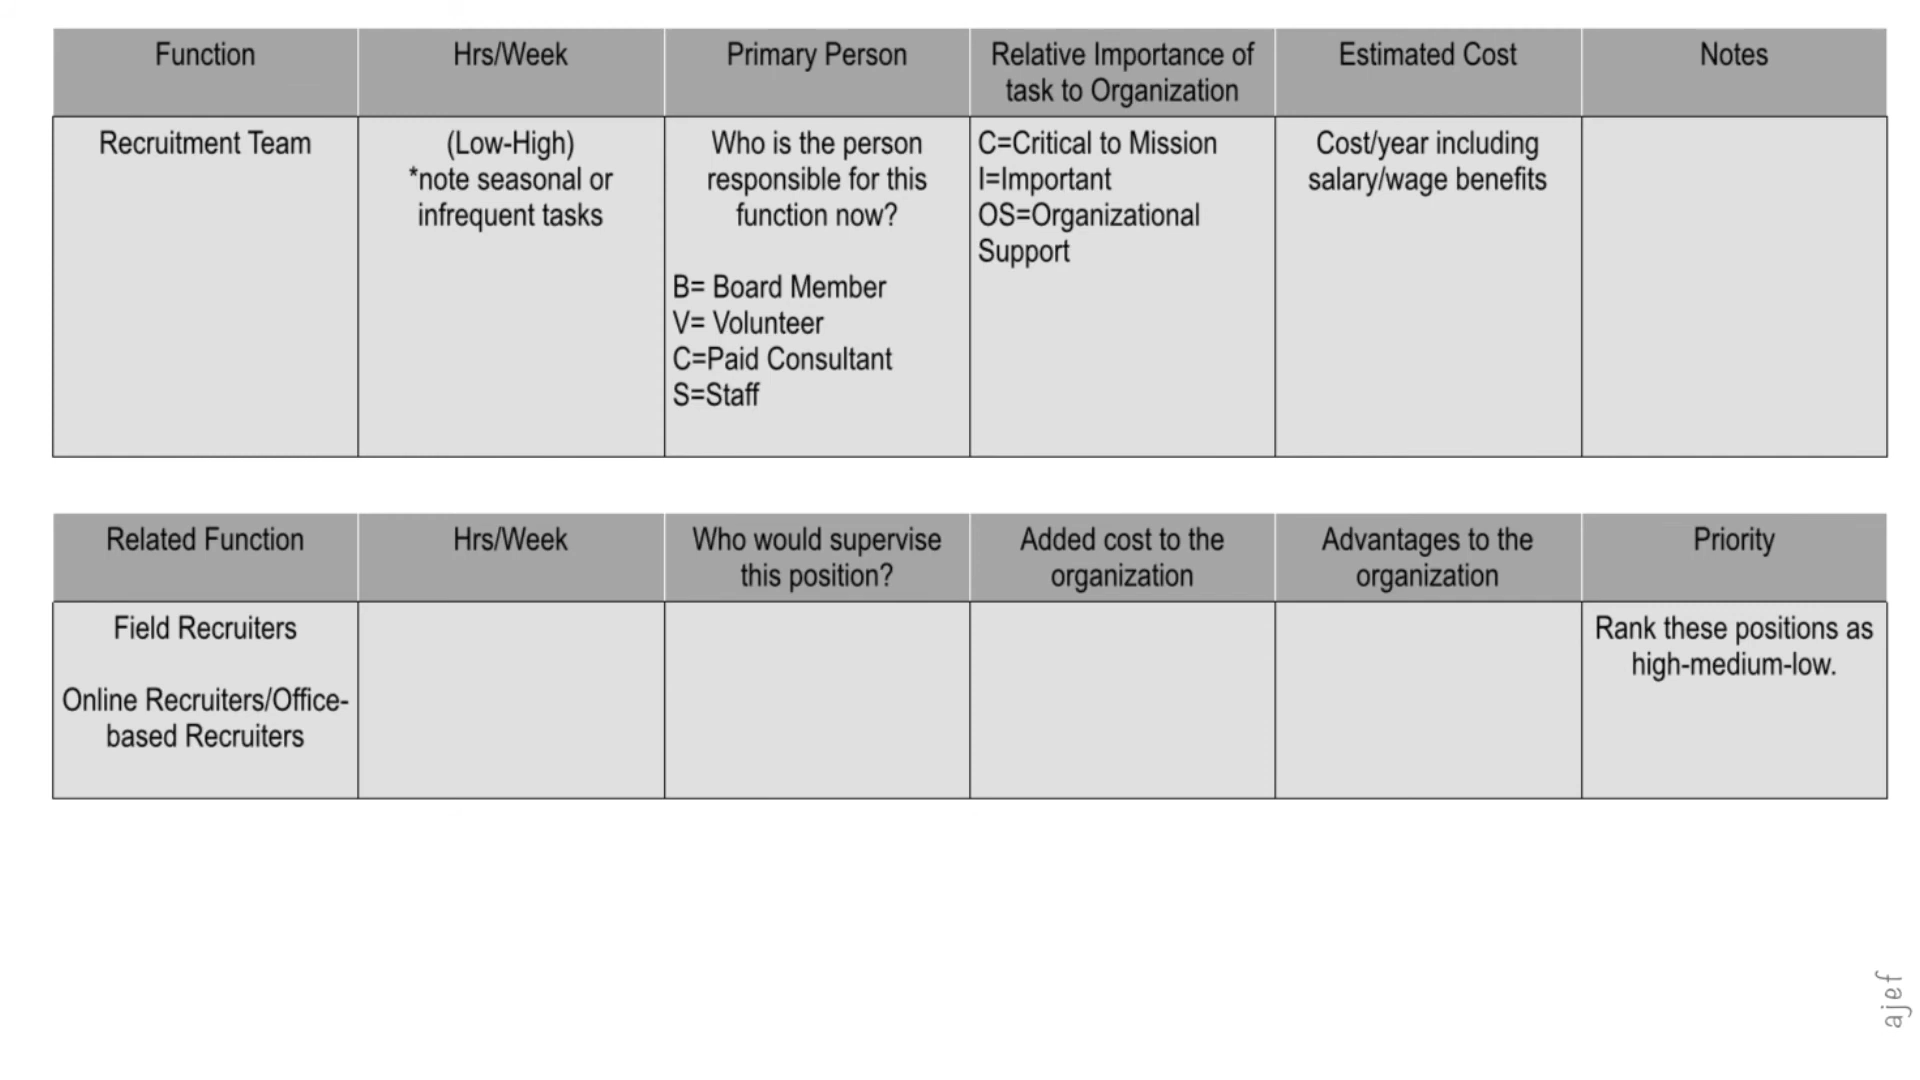 Function Hrs/Week Primary Person Relative Importance of task to Organization Estimated Cost Notes
Recruitment Team
(Low-High)
*note seasonal or
infrequent tasks
Who is the person
responsible for this
function now?
B= Board Member
V= Volunteer
C=Paid Consultant
S=Staff
C=Critical to Mission
I=Important
OS=Organizational
Support
Cost/year including
salary/wage benefits
Related Function Hrs/Week Who would supervise this position? Added cost to the organization Advantages to the organization Priority
Field Recruiters
Online Recruiters/Office-
based Recruiters
Rank these positions as
high-medium-low.
ajef